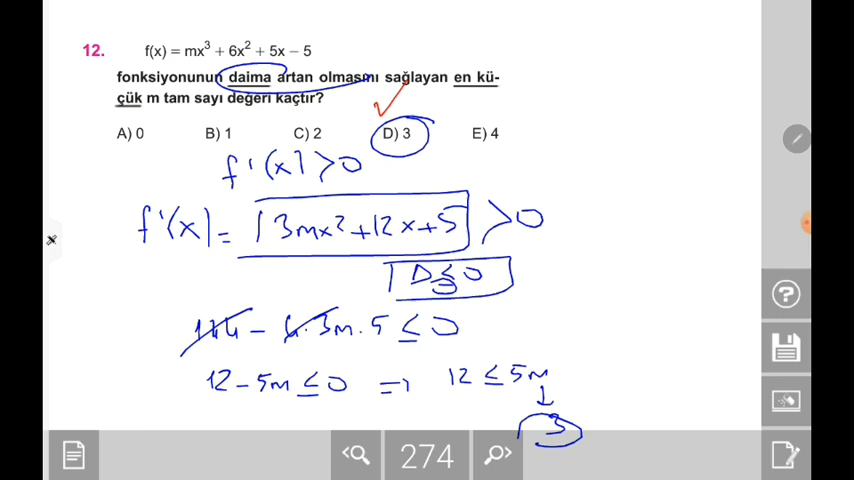 12. f(x) = mx³ + 6x² + 5x – 5
fonksiyonunun daima artan olmasını sağlayan en kü-
çük m tam sayı değeri kaçtır?
A) 0 B) 1 C) 2 D) 3 E) 4
f'(x) > 0
f'(x) = 3mx² + 12x + 5 > 0
Δ ≤ 0
144 - 4·3m·5 ≤ 0
12 - 5m ≤ 0 ⇒ 12 ≤ 5m
3
274